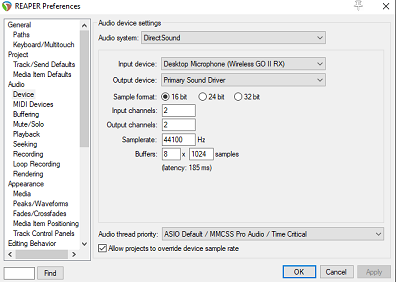 REAPER Preferences
General
Paths
Keyboard/Multitouch
Project
Track/Send Defaults
Media Item Defaults
Audio
Device
MIDI Devices
Buffering
Mute/Solo
Playback
Seeking
Recording
Loop Recording
Rendering
Appearance
Media
Peaks/Waveforms
Fades/Crossfades
Media Item Positioning
Track Control Panels
Editing Behavior
Find
Audio device settings
Audio system: DirectSound
Input device: Desktop Microphone (Wireless GO II RX)
Output device: Primary Sound Driver
Sample format: 16 bit 24 bit 32 bit
Input channels: 2
Output channels: 2
Samplerate: 44100 Hz
Buffers: 8 x 1024 samples
(latency: 185 ms)
Audio thread priority: ASIO Default / MMCSS Pro Audio / Time Critical
Allow projects to override device sample rate
OK Cancel Apply